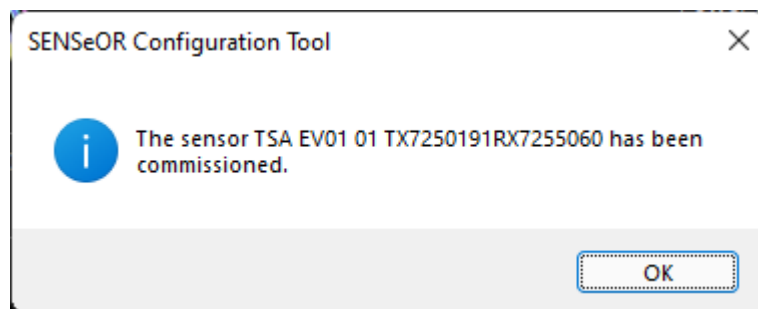 SENSeOR Configuration Tool
The sensor TSA EV01 01 TX7250191RX7255060 has been
commissioned.
OK